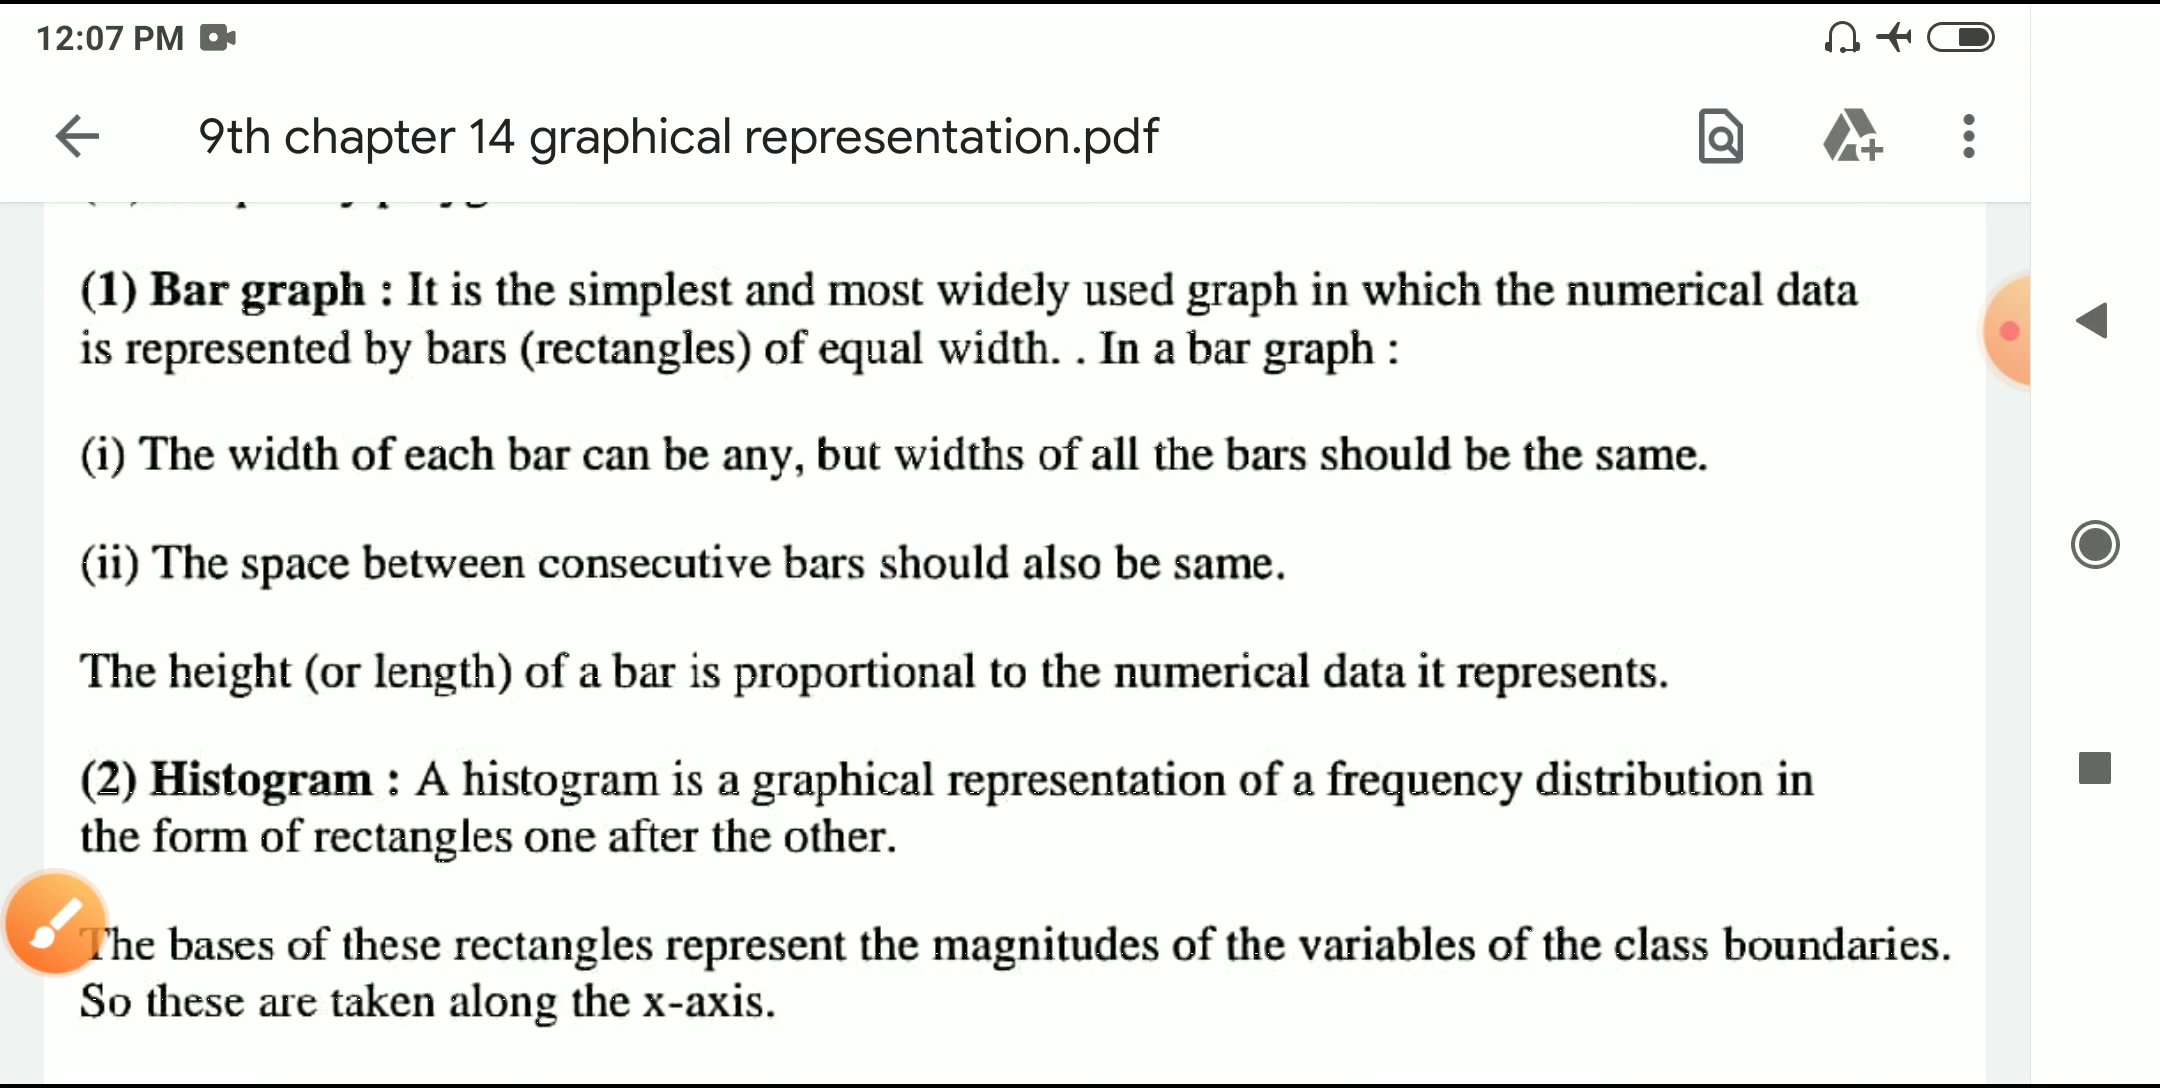 12:07 PM
9th chapter 14 graphical representation.pdf
(1) Bar graph : It is the simplest and most widely used graph in which the numerical data
is represented by bars (rectangles) of equal width. . In a bar graph :
(i) The width of each bar can be any, but widths of all the bars should be the same.
(ii) The space between consecutive bars should also be same.
The height (or length) of a bar is proportional to the numerical data it represents.
(2) Histogram : A histogram is a graphical representation of a frequency distribution in
the form of rectangles one after the other.
The bases of these rectangles represent the magnitudes of the variables of the class boundaries.
So these are taken along the x-axis.